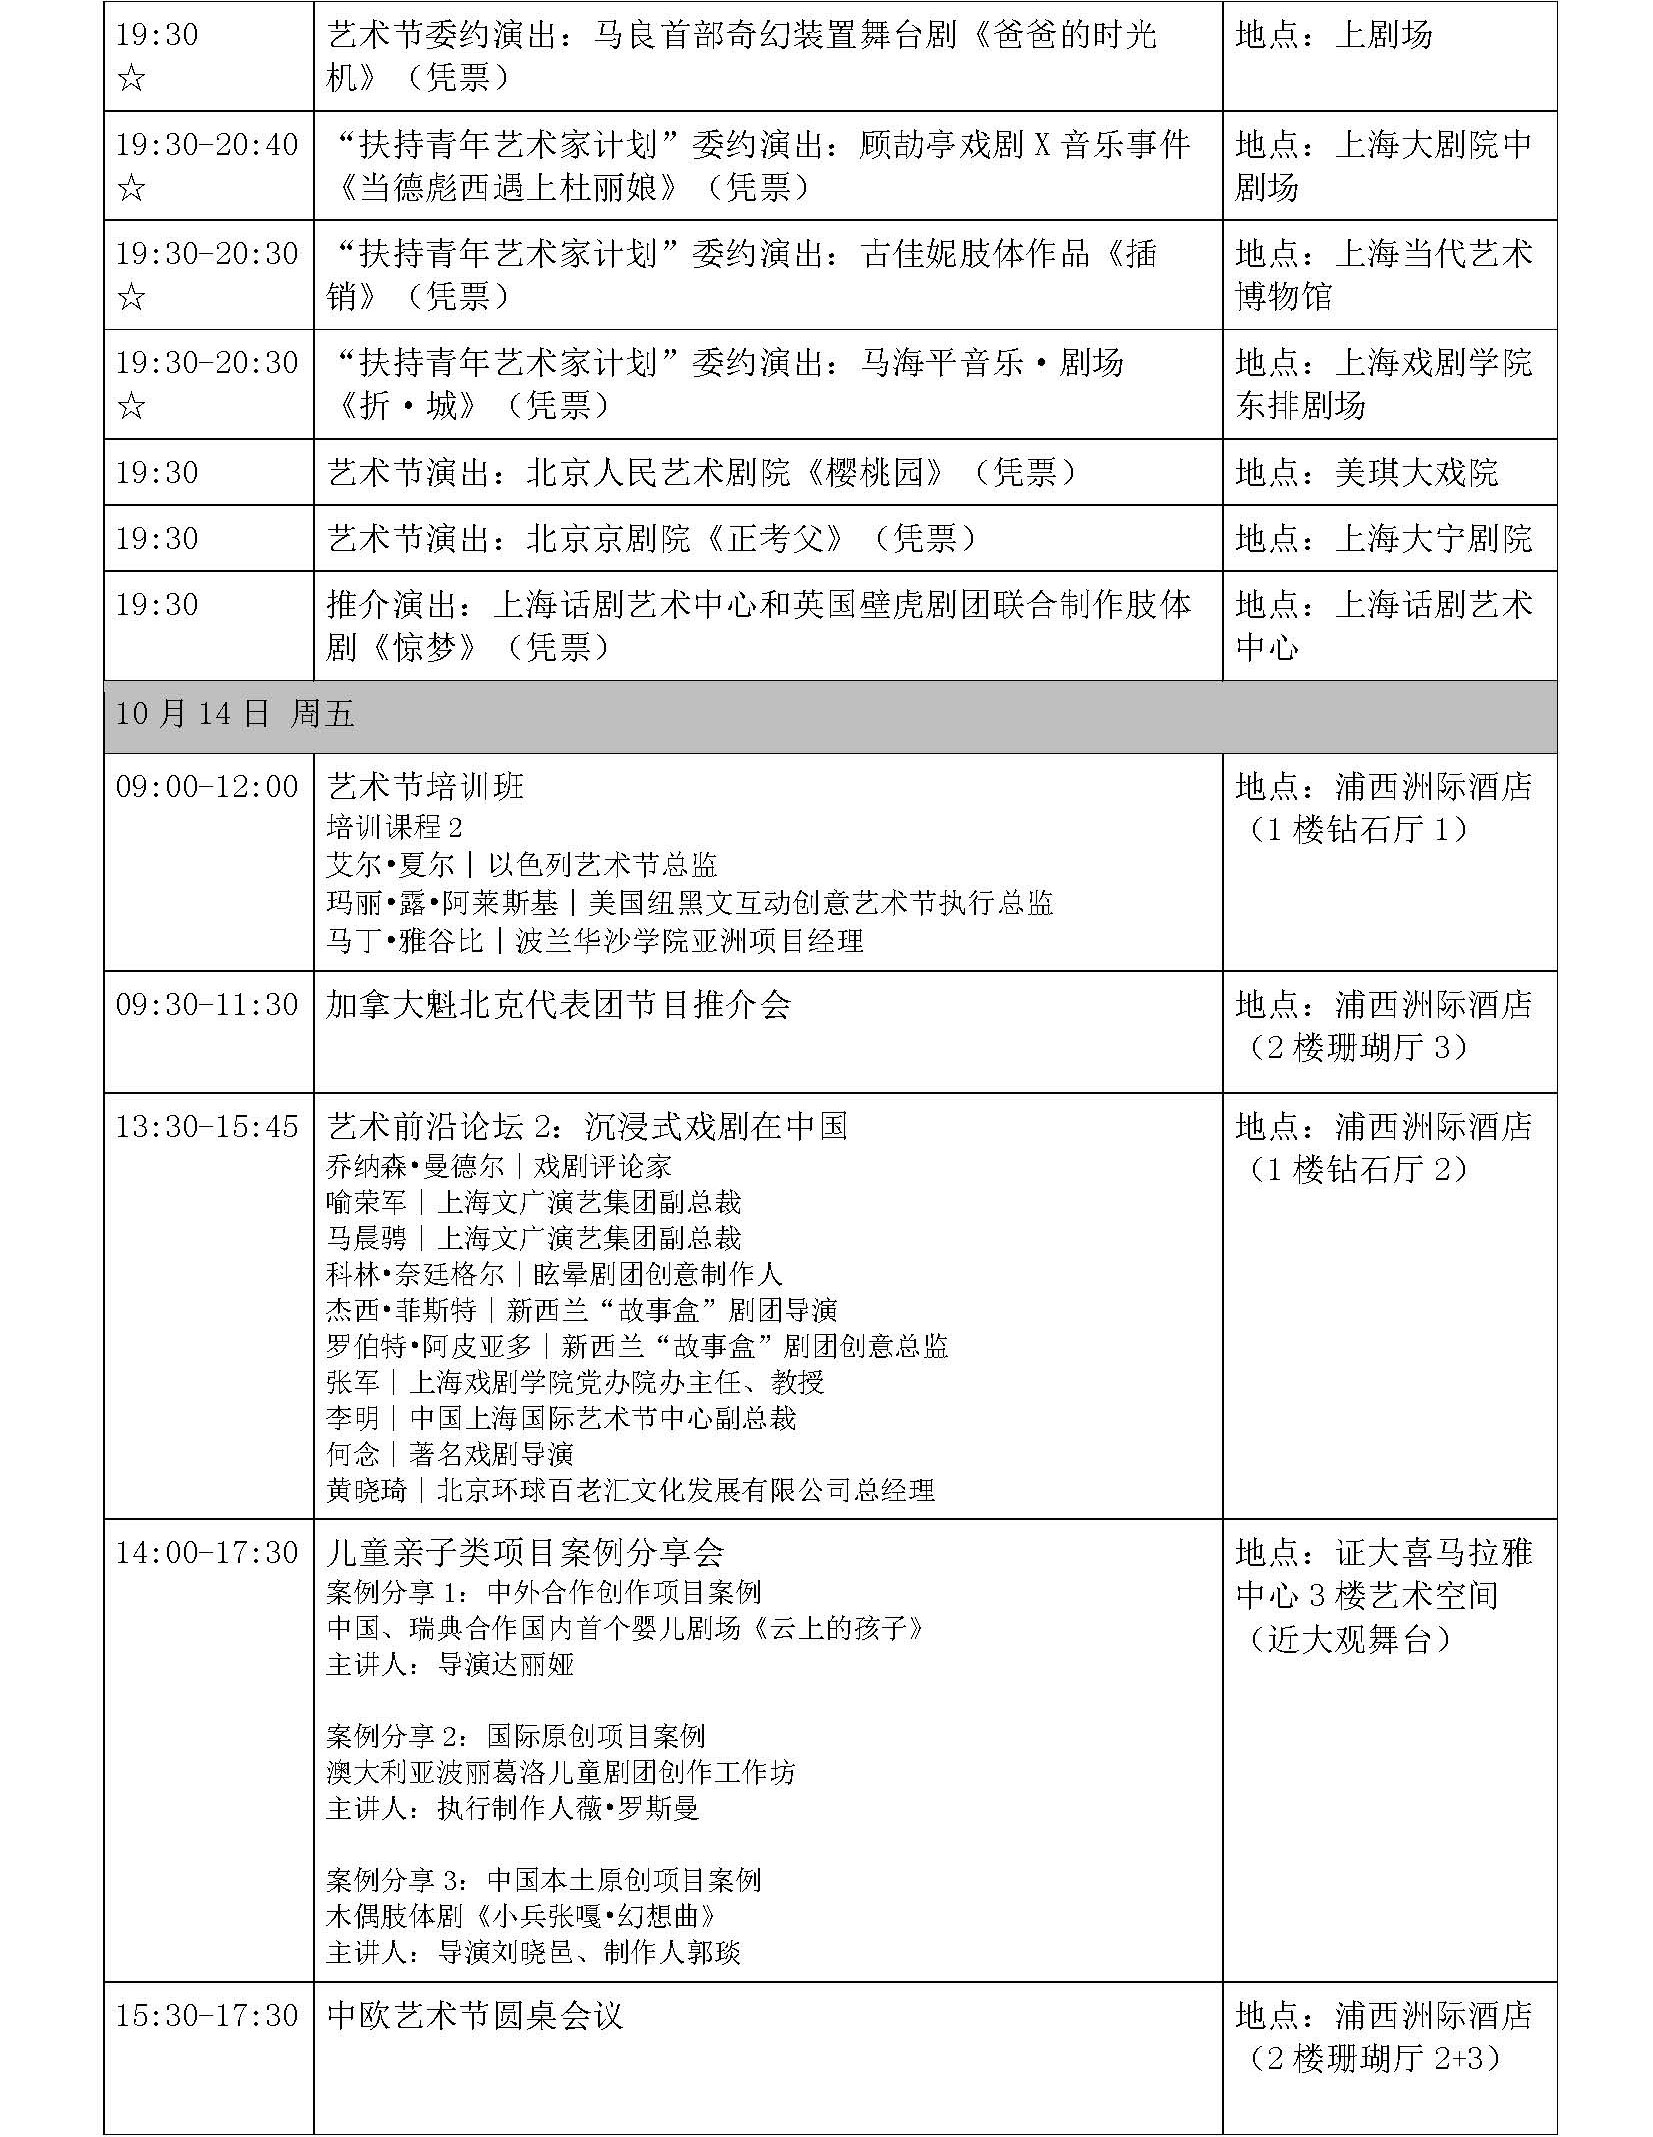 19:30
☆
艺术节委约演出：马良首部奇幻装置舞台剧《爸爸的时光
机》（凭票）
地点：上剧场
19:30-20:40
☆
“扶持青年艺术家计划”委约演出：顾劼亭戏剧 X 音乐事件
《当德彪西遇上杜丽娘》（凭票）
地点：上海大剧院中
剧场
19:30-20:30
☆
“扶持青年艺术家计划”委约演出：古佳妮肢体作品《插
销》（凭票）
地点：上海当代艺术
博物馆
19:30-20:30
☆
“扶持青年艺术家计划”委约演出：马海平音乐·剧场
《折·城》（凭票）
地点：上海戏剧学院
东排剧场
19:30
艺术节演出：北京人民艺术剧院《樱桃园》（凭票）
地点：美琪大戏院
19:30
艺术节演出：北京京剧院《正考父》（凭票）
地点：上海大宁剧院
19:30
推介演出：上海话剧艺术中心和英国壁虎剧团联合制作肢体
剧《惊梦》（凭票）
地点：上海话剧艺术
中心
10 月 14 日 周五
09:00-12:00
艺术节培训班
培训课程 2
艾尔•夏尔｜以色列艺术节总监
玛丽•露•阿莱斯基｜美国纽黑文互动创意艺术节执行总监
马丁•雅谷比｜波兰华沙学院亚洲项目经理
地点：浦西洲际酒店
（1 楼钻石厅 1）
09:30-11:30
加拿大魁北克代表团节目推介会
地点：浦西洲际酒店
（2 楼珊瑚厅 3）
13:30-15:45
艺术前沿论坛 2：沉浸式戏剧在中国
乔纳森•曼德尔｜戏剧评论家
喻荣军｜上海文广演艺集团副总裁
马晨骋｜上海文广演艺集团副总裁
科林•奈廷格尔｜眩晕剧团创意制作人
杰西•菲斯特｜新西兰“故事盒”剧团导演
罗伯特•阿皮亚多｜新西兰“故事盒”剧团创意总监
张军｜上海戏剧学院党办院办主任、教授
李明｜中国上海国际艺术节中心副总裁
何念｜著名戏剧导演
黄晓琦｜北京环球百老汇文化发展有限公司总经理
地点：浦西洲际酒店
（1 楼钻石厅 2）
14:00-17:30
儿童亲子类项目案例分享会
案例分享 1：中外合作创作项目案例
中国、瑞典合作国内首个婴儿剧场《云上的孩子》
主讲人：导演达丽娅
案例分享 2：国际原创项目案例
澳大利亚波丽葛洛儿童剧团创作工作坊
主讲人：执行制作人薇•罗斯曼
案例分享 3：中国本土原创项目案例
木偶肢体剧《小兵张嘎•幻想曲》
主讲人：导演刘晓邑、制作人郭琰
地点：证大喜马拉雅
中心 3 楼艺术空间
（近大观舞台）
15:30-17:30
中欧艺术节圆桌会议
地点：浦西洲际酒店
（2 楼珊瑚厅 2+3）